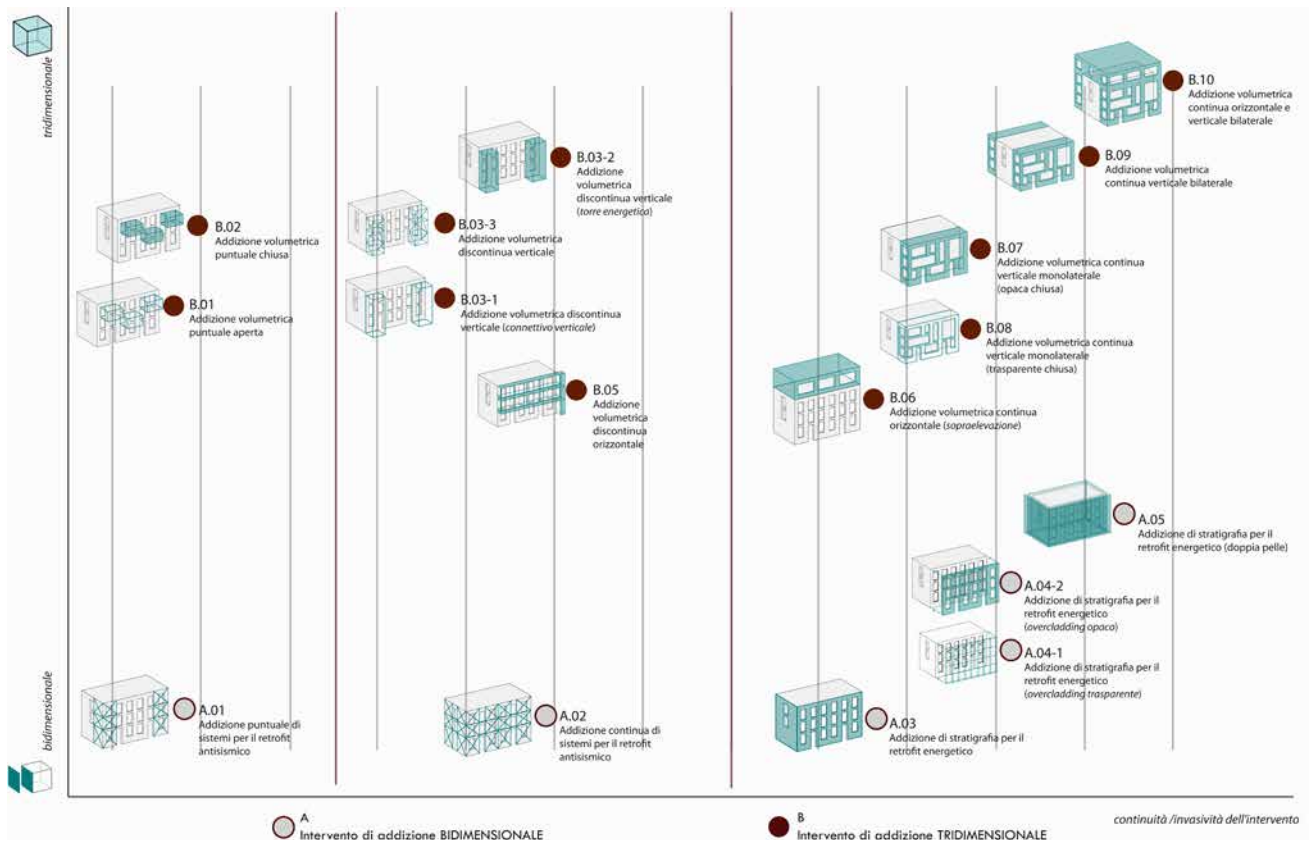 tridimensionale
B.10
Addizione volumetrica
continua orizzontale e
verticale bilaterale
B.03-2
Addizione
volumetrica
discontinua verticale
(torre energetica)
B.09
Addizione volumetrica
continua verticale bilaterale
B.02
Addizione volumetrica
puntuale chiusa
B.03-3
Addizione volumetrica
discontinua verticale
B.07
Addizione volumetrica continua
verticale monolaterale
(opaca chiusa)
B.01
Addizione volumetrica
puntuale aperta
B.03-1
Addizione volumetrica discontinua
verticale (connettivo verticale)
B.08
Addizione volumetrica continua
verticale monolaterale
(trasparente chiusa)
B.05
Addizione
volumetrica
discontinua
orizzontale
B.06
Addizione volumetrica continua
orizzontale (sopraelevazione)
A.05
Addizione di stratigrafia per il
retrofit energetico (doppia pelle)
A.04-2
Addizione di stratigrafia per il
retrofit energetico
(overcladding opaco)
A.04-1
Addizione di stratigrafia per il
retrofit energetico
(overcladding trasparente)
bidimensionale
A.01
Addizione puntuale di
sistemi per il retrofit
antisismico
A.02
Addizione continua di
sistemi per il retrofit
antisismico
A.03
Addizione di stratigrafia per il
retrofit energetico
A
Intervento di addizione BIDIMENSIONALE
B
Intervento di addizione TRIDIMENSIONALE
continuità /invasività dell'intervento